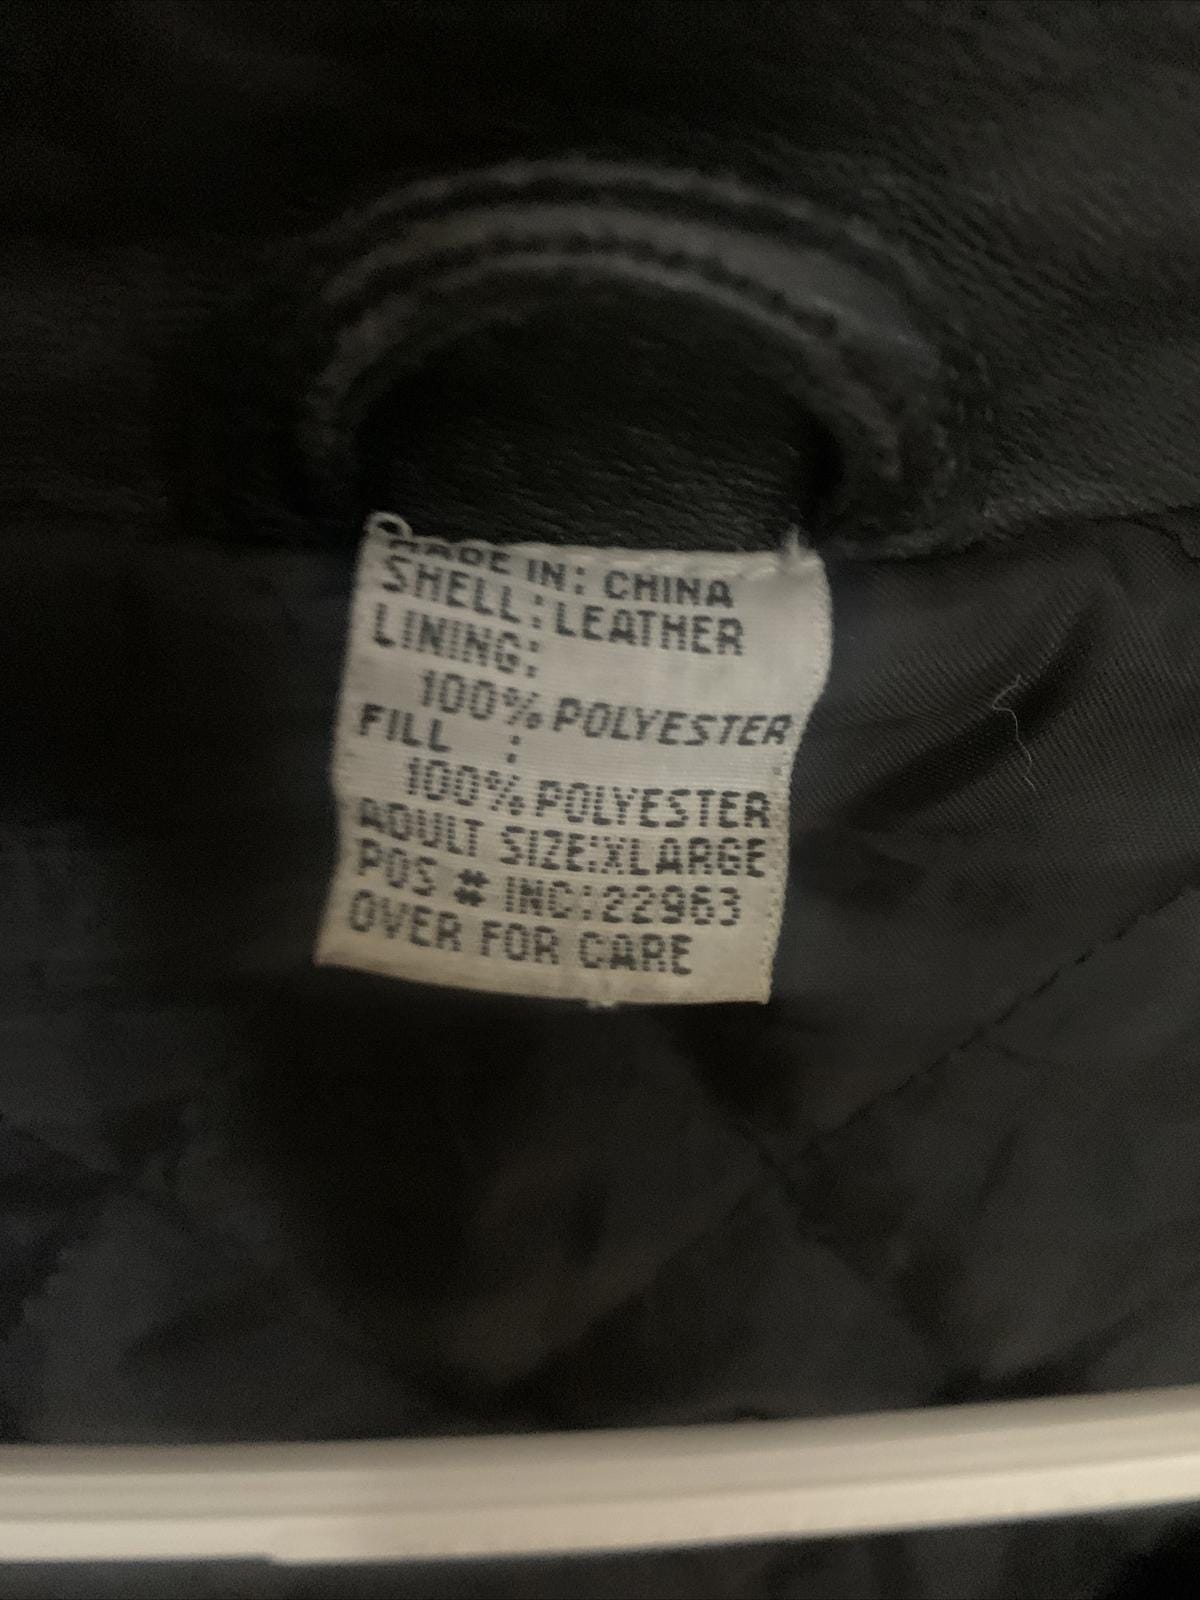 MADE IN: CHINA
SHELL: LEATHER
LINING:
100% POLYESTER
FILL :
100% POLYESTER
ADULT SIZE:XLARGE
POS # INC:22963
OVER FOR CARE